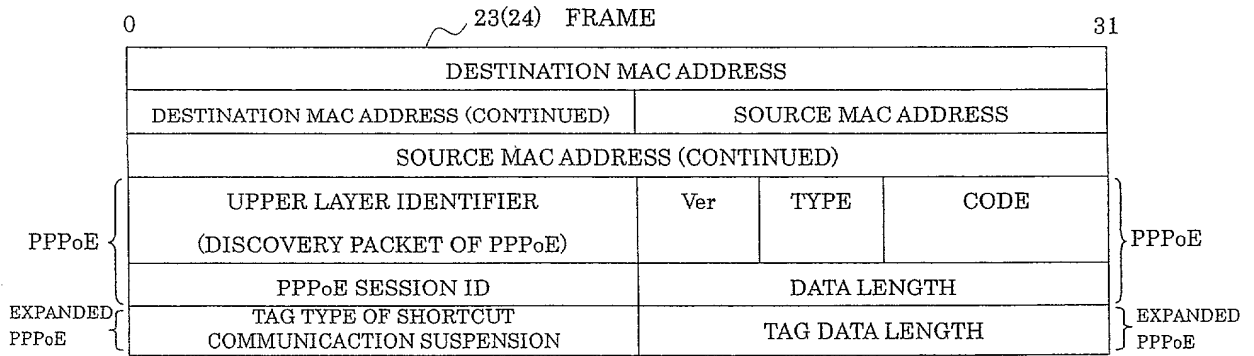 0 23(24) FRAME 31
DESTINATION MAC ADDRESS
DESTINATION MAC ADDRESS (CONTINUED) SOURCE MAC ADDRESS
SOURCE MAC ADDRESS (CONTINUED)
UPPER LAYER IDENTIFIER Ver TYPE CODE
(DISCOVERY PACKET OF PPPoE)
PPPoE PPPoE
PPPoE SESSION ID DATA LENGTH
EXPANDED TAG TYPE OF SHORTCUT EXPANDED
PPPoE COMMUNICACTION SUSPENSION TAG DATA LENGTH PPPoE